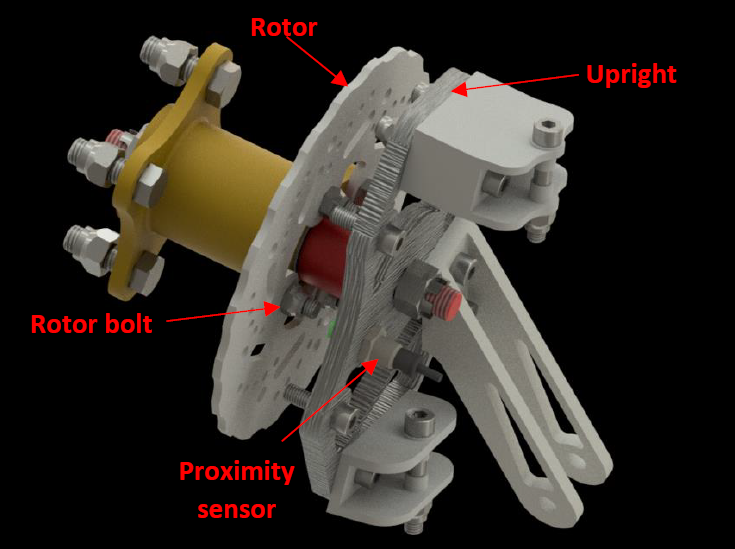 Rotor
Upright
Rotor bolt
Proximity
sensor